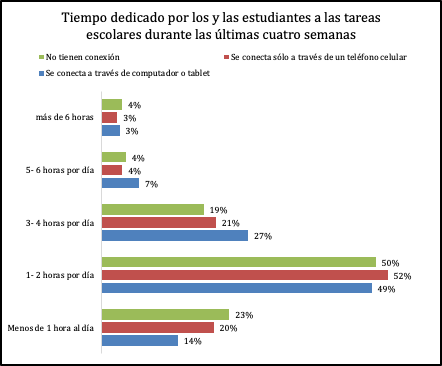 Tiempo dedicado por los y las estudiantes a las tareas
escolares durante las últimas cuatro semanas
No tienen conexión
Se conecta sólo a través de un teléfono celular
Se conecta a través de computador o tablet
más de 6 horas
4%
3%
3%
5- 6 horas por día
4%
4%
7%
3- 4 horas por día
19%
21%
27%
1- 2 horas por día
50%
52%
49%
Menos de 1 hora al día
23%
20%
14%